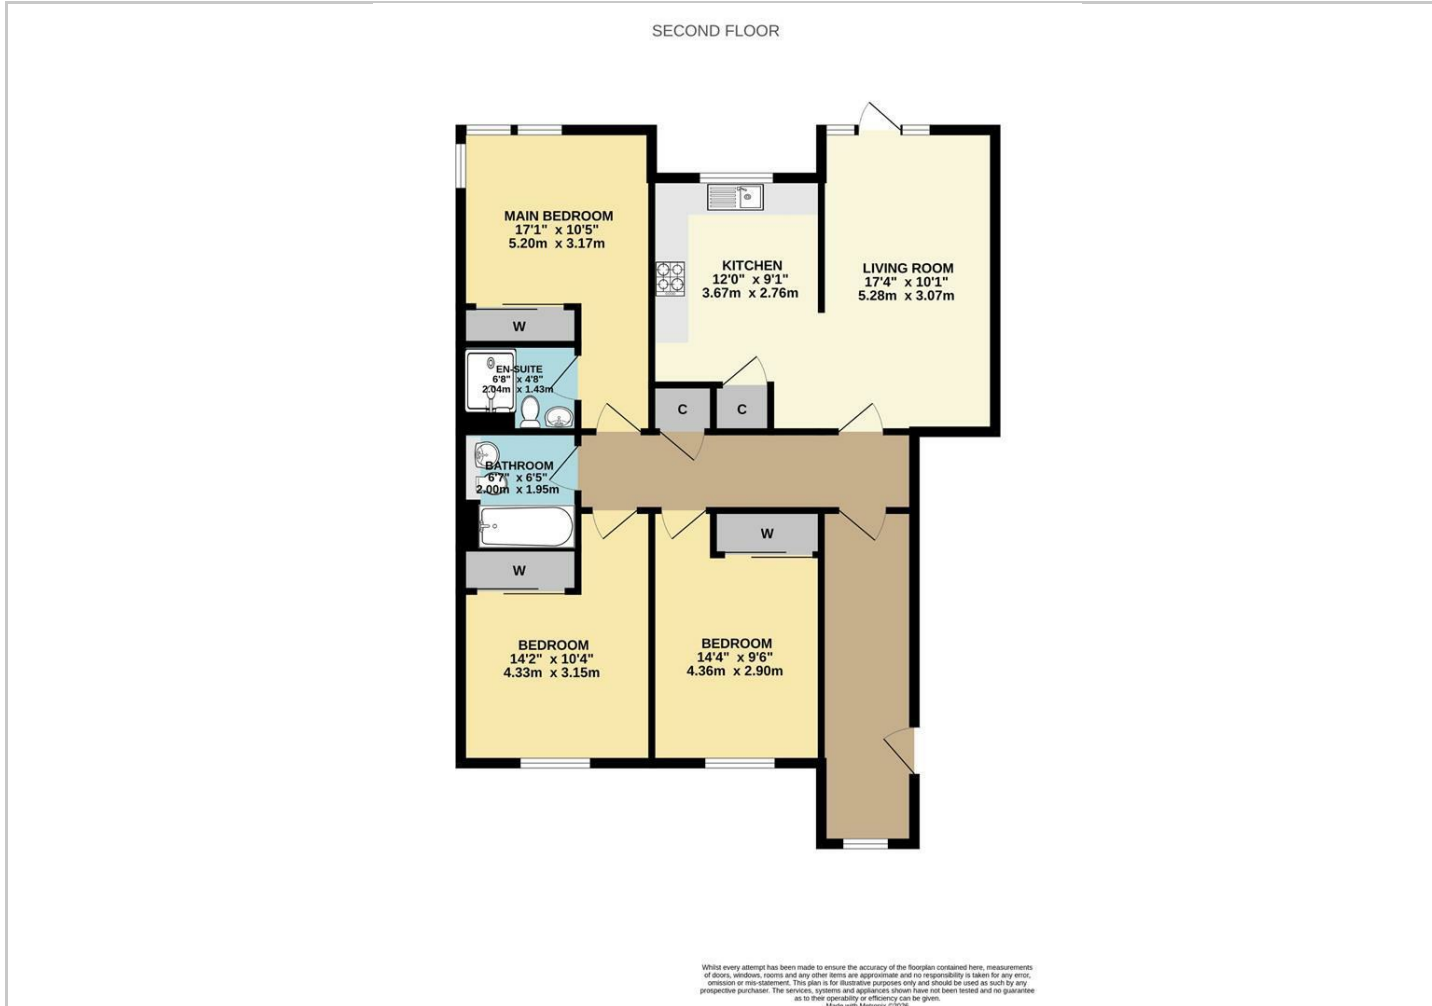 SECOND FLOOR
MAIN BEDROOM
17'1" x 10'5"
5.20m x 3.17m
W
EN-SUITE
6'8" x 4'8"
2.04m x 1.43m
KITCHEN
12'0" x 9'1"
3.67m x 2.76m
LIVING ROOM
17'4" x 10'1"
5.28m x 3.07m
C
C
BATHROOM
6'7" x 6'5"
2.00m x 1.95m
W
W
BEDROOM
14'2" x 10'4"
4.33m x 3.15m
BEDROOM
14'4" x 9'6"
4.36m x 2.90m
Whilst every attempt has been made to ensure the accuracy of the floorplan contained here, measurements
of doors, windows, rooms and any other items are approximate and no responsibility is taken for any error,
omission or mis-statement. This plan is for illustrative purposes only and should be used as such by any
prospective purchaser. The services, systems and appliances shown have not been tested and no guarantee
as to their operability or efficiency can be given.
Made with Metropix ©2026